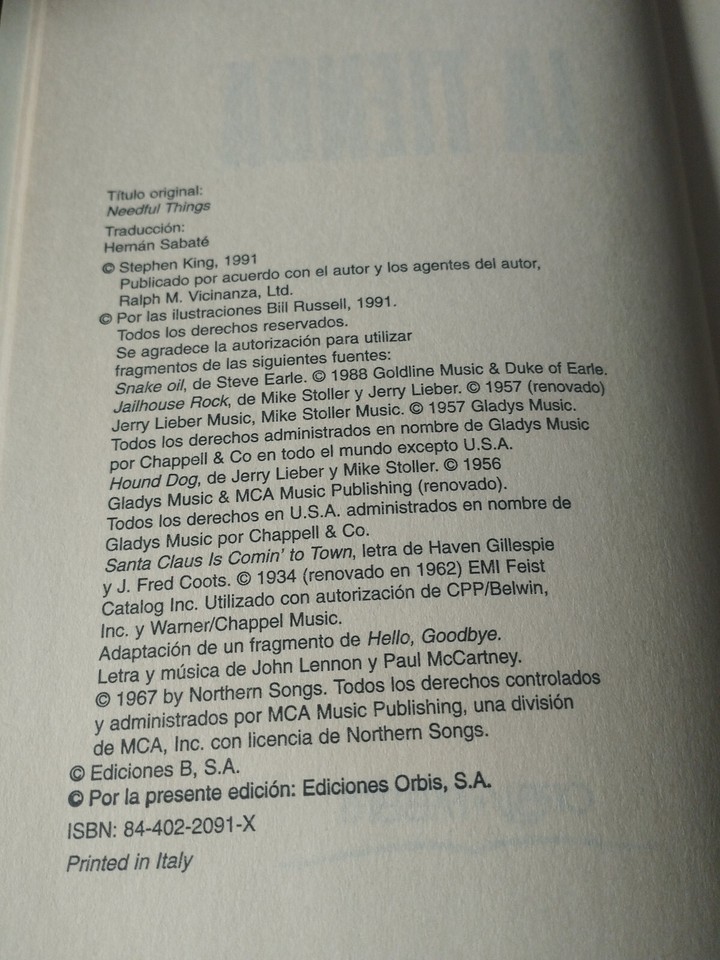 Título original:
Needful Things
Traducción:
Hernán Sabaté
© Stephen King, 1991
Publicado por acuerdo con el autor y los agentes del autor,
Ralph M. Vicinanza, Ltd.
© Por las ilustraciones Bill Russell, 1991.
Todos los derechos reservados.
Se agradece la autorización para utilizar
fragmentos de las siguientes fuentes:
Snake oil, de Steve Earle. © 1988 Goldline Music & Duke of Earle.
Jailhouse Rock, de Mike Stoller y Jerry Lieber. © 1957 (renovado)
Jerry Lieber Music, Mike Stoller Music. © 1957 Gladys Music.
Todos los derechos administrados en nombre de Gladys Music
por Chappell & Co en todo el mundo excepto U.S.A.
Hound Dog, de Jerry Lieber y Mike Stoller. © 1956
Gladys Music & MCA Music Publishing (renovado).
Todos los derechos en U.S.A. administrados en nombre de
Gladys Music por Chappell & Co.
Santa Claus Is Comin' to Town, letra de Haven Gillespie
y J. Fred Coots. © 1934 (renovado en 1962) EMI Feist
Catalog Inc. Utilizado con autorización de CPP/Belwin,
Inc. y Warner/Chappel Music.
Adaptación de un fragmento de Hello, Goodbye.
Letra y música de John Lennon y Paul McCartney.
© 1967 by Northern Songs. Todos los derechos controlados
y administrados por MCA Music Publishing, una división
de MCA, Inc. con licencia de Northern Songs.
© Ediciones B, S.A.
© Por la presente edición: Ediciones Orbis, S.A.
ISBN: 84-402-2091-X
Printed in Italy